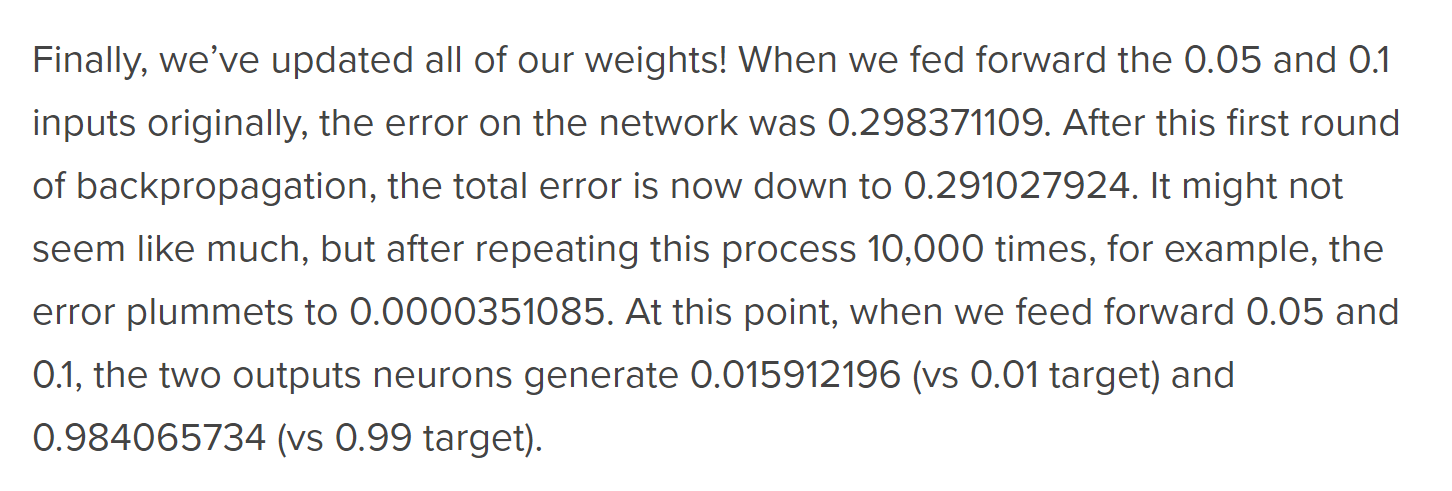 Finally, we’ve updated all of our weights! When we fed forward the 0.05 and 0.1
inputs originally, the error on the network was 0.298371109. After this first round
of backpropagation, the total error is now down to 0.291027924. It might not
seem like much, but after repeating this process 10,000 times, for example, the
error plummets to 0.0000351085. At this point, when we feed forward 0.05 and
0.1, the two outputs neurons generate 0.015912196 (vs 0.01 target) and
0.984065734 (vs 0.99 target).